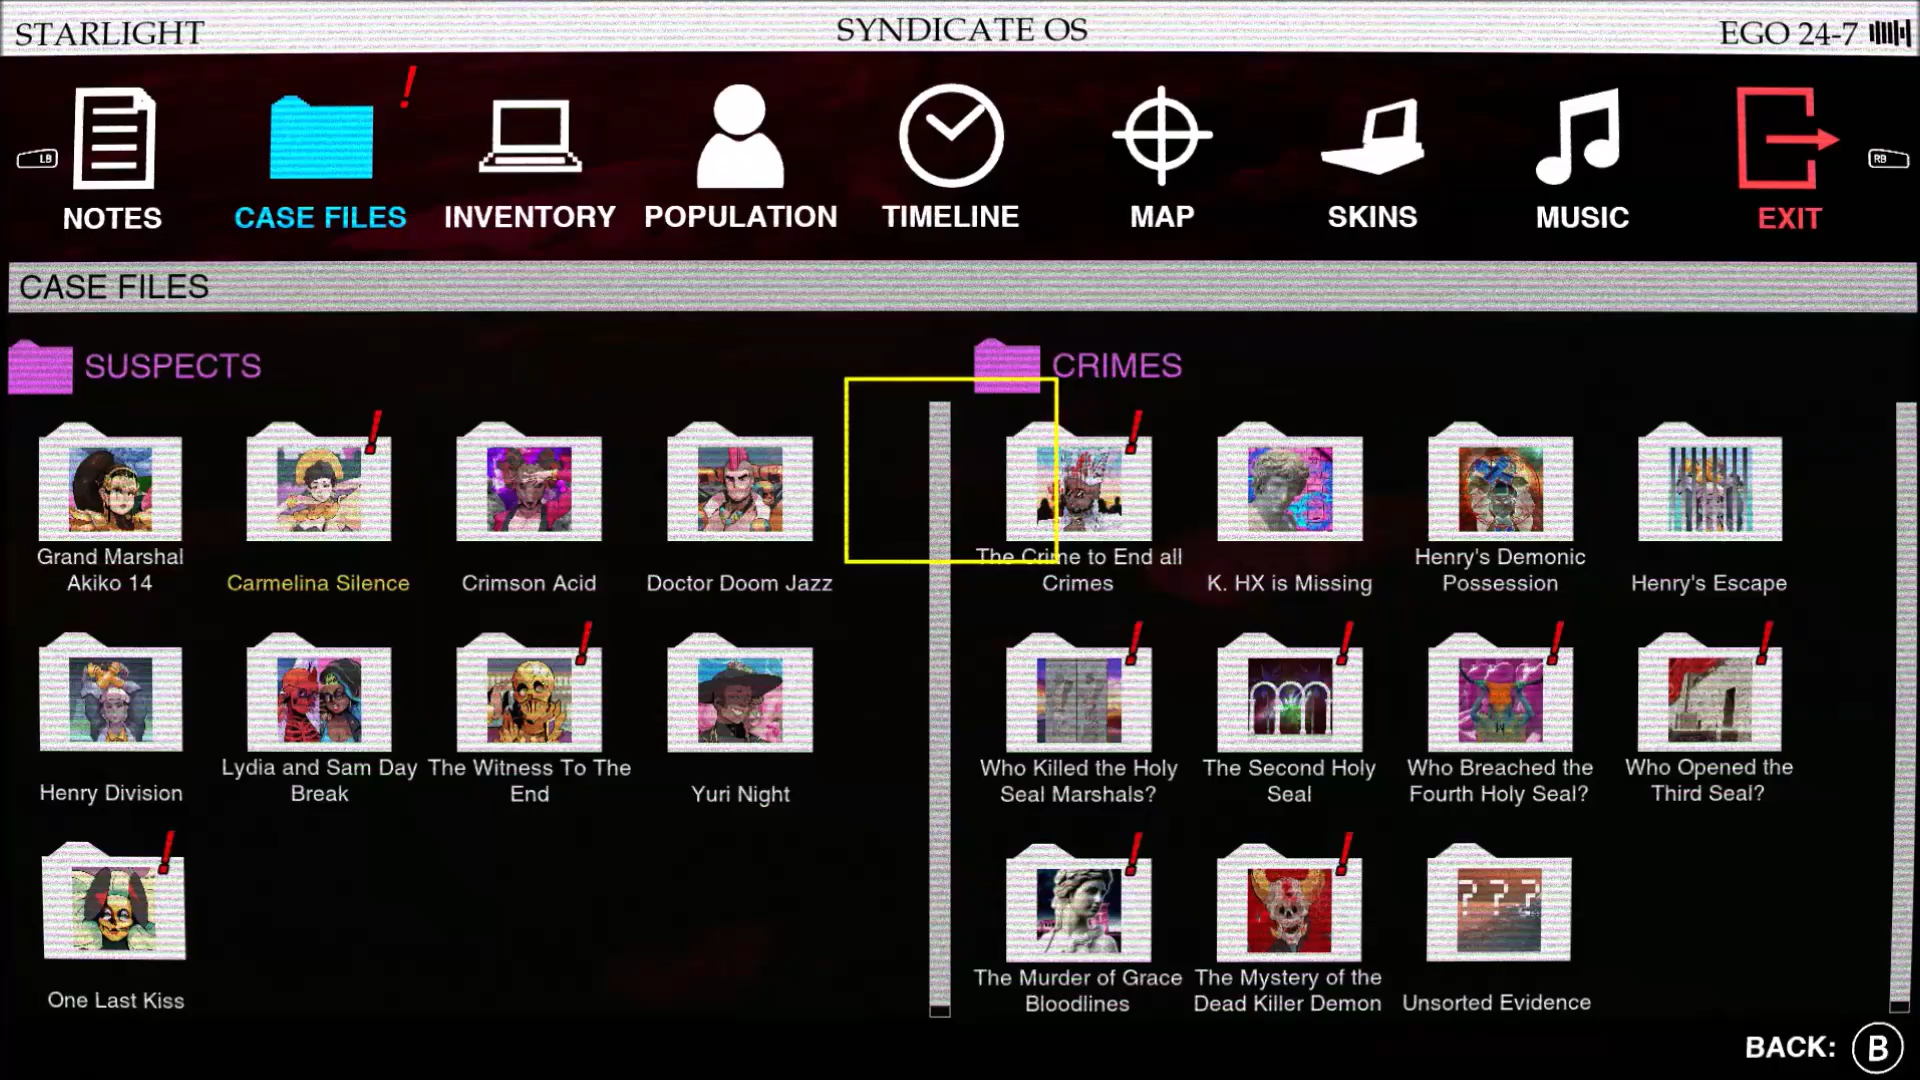 STARLIGHT
SYNDICATE OS
EGO 24-7
LB
RB
NOTES
!
CASE FILES
INVENTORY
POPULATION
TIMELINE
MAP
SKINS
MUSIC
EXIT
CASE FILES
SUSPECTS
CRIMES
!
!
Grand Marshal
Akiko 14
Carmelina Silence
Crimson Acid
Doctor Doom Jazz
The Crime to End all
Crimes
K. HX is Missing
Henry's Demonic
Possession
Henry's Escape
!
!
!
!
!
Henry Division
Lydia and Sam Day
Break
The Witness To The
End
Yuri Night
Who Killed the Holy
Seal Marshals?
The Second Holy
Seal
Who Breached the
Fourth Holy Seal?
Who Opened the
Third Seal?
!
!
!
???
One Last Kiss
The Murder of Grace
Bloodlines
The Mystery of the
Dead Killer Demon
Unsorted Evidence
BACK: B